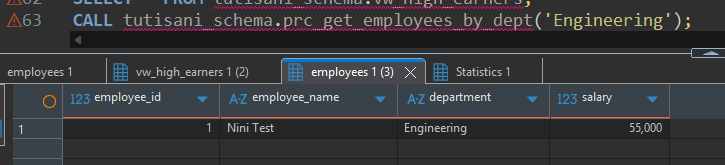 62 SELECT * FROM tutisani_schema.vw_high_earners;
63 CALL tutisani_schema.prc_get_employees_by_dept('Engineering');
employees 1 vw_high_earners 1 (2) employees 1 (3) Statistics 1
123 employee_id A-Z employee_name A-Z department 123 salary
1 1 Nini Test Engineering 55,000